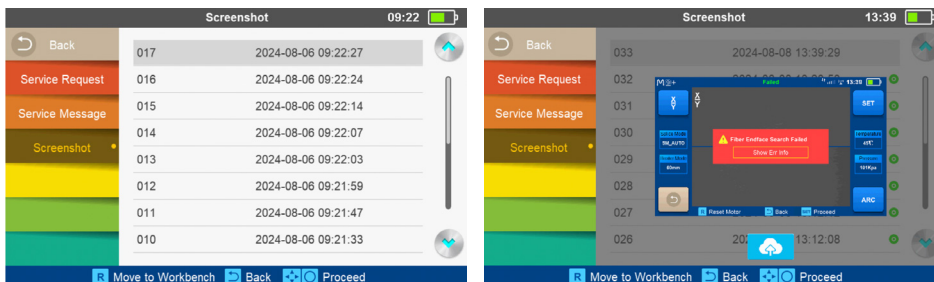 Screenshot 09:22
Back
Service Request
Service Message
Screenshot
017 2024-08-06 09:22:27
016 2024-08-06 09:22:24
015 2024-08-06 09:22:14
014 2024-08-06 09:22:07
013 2024-08-06 09:22:03
012 2024-08-06 09:21:59
011 2024-08-06 09:21:47
010 2024-08-06 09:21:33
R Move to Workbench Back Proceed
Screenshot 13:39
Back
Service Request
Service Message
Screenshot
033 2024-08-08 13:39:29
032
031
030
029
028
027
026 13:12:08
Failed 13:39
X
Y
X
Y
SET
SM_AUTO
45℃
60mm
101Kpa
Fiber Endface Search Failed
Show Err Info
ARC
R Reset Motor Back Proceed
R Move to Workbench Back Proceed